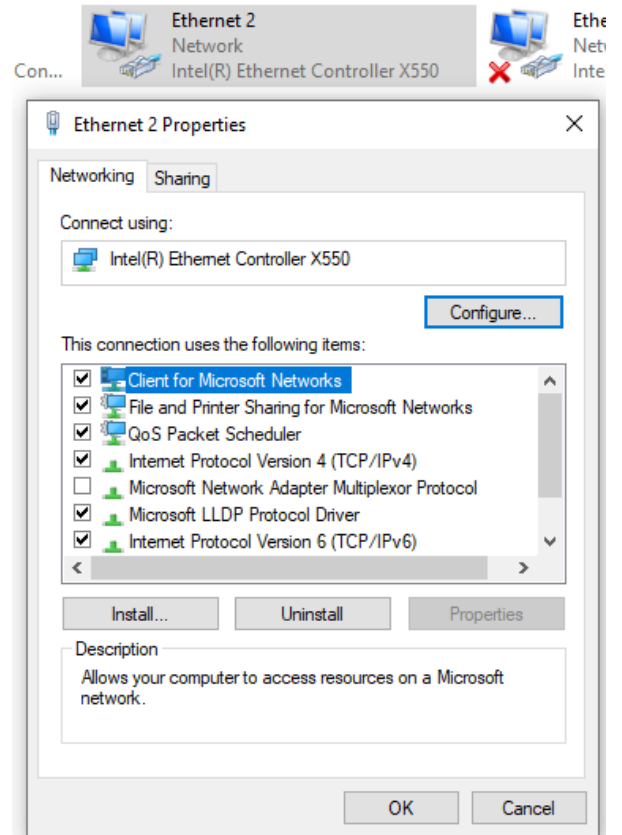 Ethernet 2
Network
Con...
Intel(R) Ethernet Controller X550
Ethe
Net
Inte
Ethernet 2 Properties
Networking
Sharing
Connect using:
Intel(R) Ethernet Controller X550
Configure...
This connection uses the following items:
Client for Microsoft Networks
File and Printer Sharing for Microsoft Networks
QoS Packet Scheduler
Internet Protocol Version 4 (TCP/IPv4)
Microsoft Network Adapter Multiplexor Protocol
Microsoft LLDP Protocol Driver
Internet Protocol Version 6 (TCP/IPv6)
Install...
Uninstall
Properties
Description
Allows your computer to access resources on a Microsoft
network.
OK
Cancel